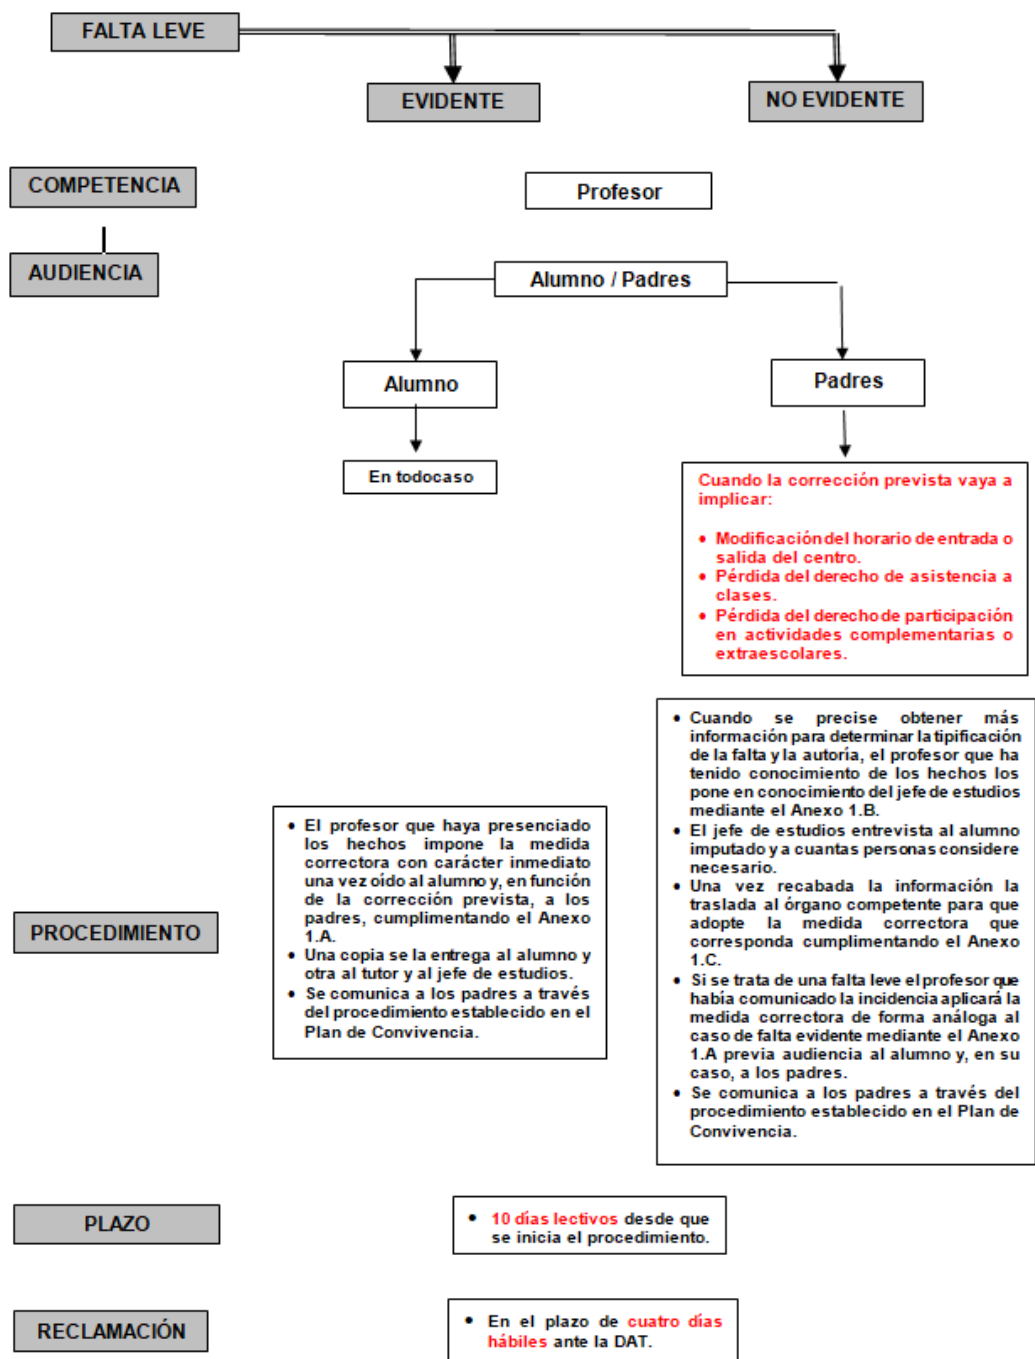 FALTA LEVE
EVIDENTE
NO EVIDENTE
COMPETENCIA
Profesor
AUDIENCIA
Alumno / Padres
Alumno
Padres
En todocaso
Cuando la corrección prevista vaya a
implicar:
• Modificación del horario de entrada o
salida del centro.
• Pérdida del derecho de asistencia a
clases.
• Pérdida del derecho de participación
en actividades complementarias o
extraescolares.
PROCEDIMIENTO
• El profesor que haya presenciado
los hechos impone la medida
correctora con carácter inmediato
una vez oído al alumno y, en función
de la corrección prevista, a los
padres, cumplimentando el Anexo
1.A.
• Una copia se la entrega al alumno y
otra al tutor y al jefe de estudios.
• Se comunica a los padres a través
del procedimiento establecido en el
Plan de Convivencia.
• Cuando se precise obtener más
información para determinar la tipificación
de la falta y la autoría, el profesor que ha
tenido conocimiento de los hechos los
pone en conocimiento del jefe de estudios
mediante el Anexo 1.B.
• El jefe de estudios entrevista al alumno
imputado y a cuantas personas considere
necesario.
• Una vez recabada la información la
traslada al órgano competente para que
adopte la medida correctora que
corresponda cumplimentando el Anexo
1.C.
• Si se trata de una falta leve el profesor que
había comunicado la incidencia aplicará la
medida correctora de forma análoga al
caso de falta evidente mediante el Anexo
1.A previa audiencia al alumno y, en su
caso, a los padres.
• Se comunica a los padres a través del
procedimiento establecido en el Plan de
Convivencia.
PLAZO
• 10 días lectivos desde que
se inicia el procedimiento.
RECLAMACIÓN
• En el plazo de cuatro días
hábiles ante la DAT.